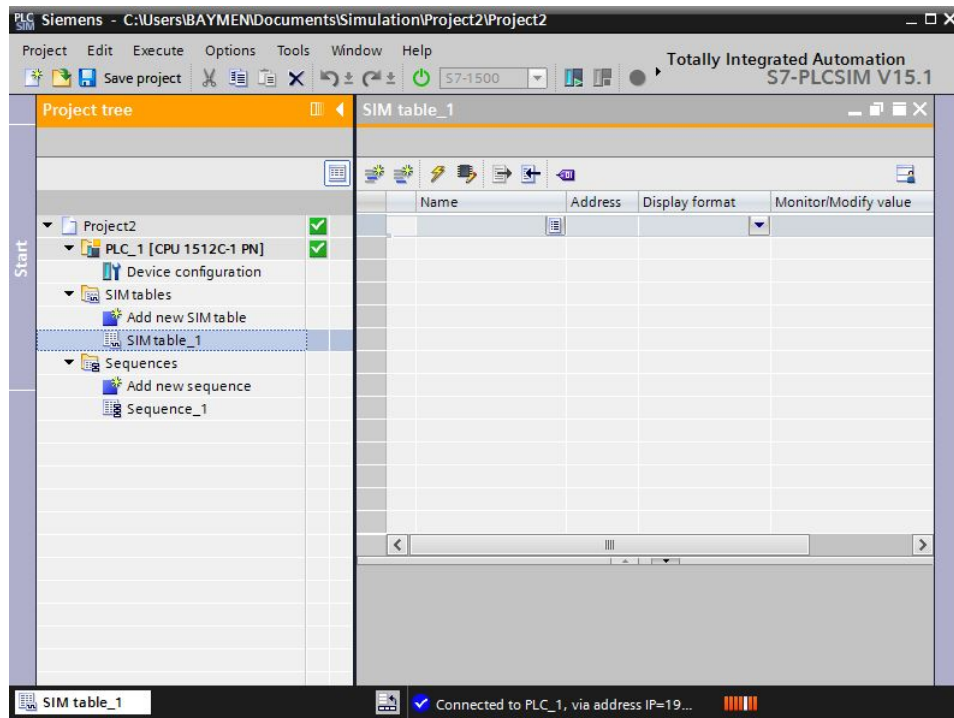 PLC SIM Siemens - C:\Users\BAYMEN\Documents\Simulation\Project2\Project2
Project Edit Execute Options Tools Window Help
Totally Integrated Automation
Save project S7-1500 S7-PLCSIM V15.1
Project tree
SIM table_1
Name Address Display format Monitor/Modify value
Start
Project2
PLC_1 [CPU 1512C-1 PN]
Device configuration
SIM tables
Add new SIM table
SIM table_1
Sequences
Add new sequence
Sequence_1
SIM table_1
Connected to PLC_1, via address IP=19...